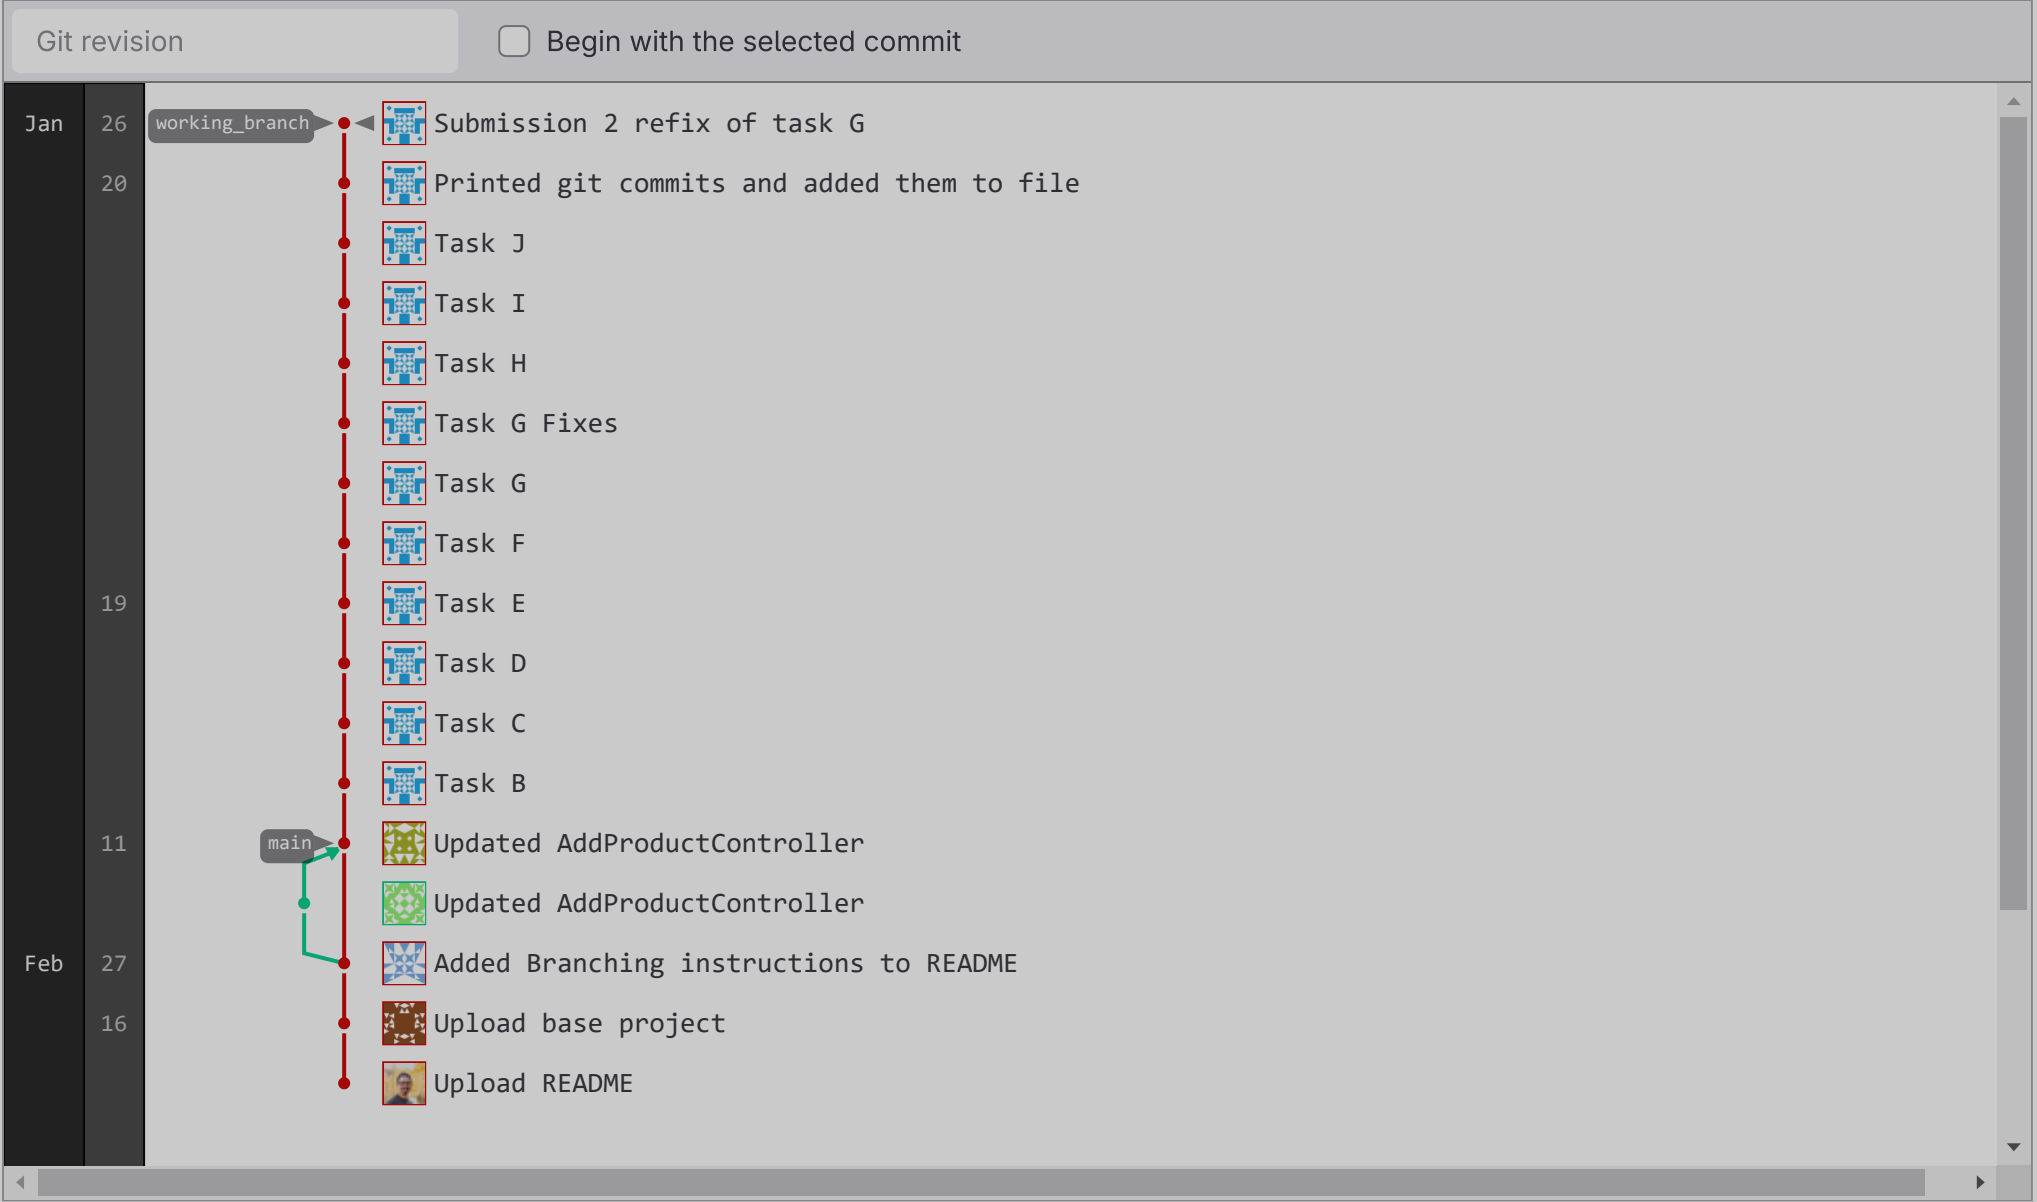 Git revision Begin with the selected commit
Jan 26 working_branch Submission 2 refix of task G
20 Printed git commits and added them to file
Task J
Task I
Task H
Task G Fixes
Task G
Task F
19 Task E
Task D
Task C
Task B
11 main Updated AddProductController
Updated AddProductController
Feb 27 Added Branching instructions to README
16 Upload base project
Upload README